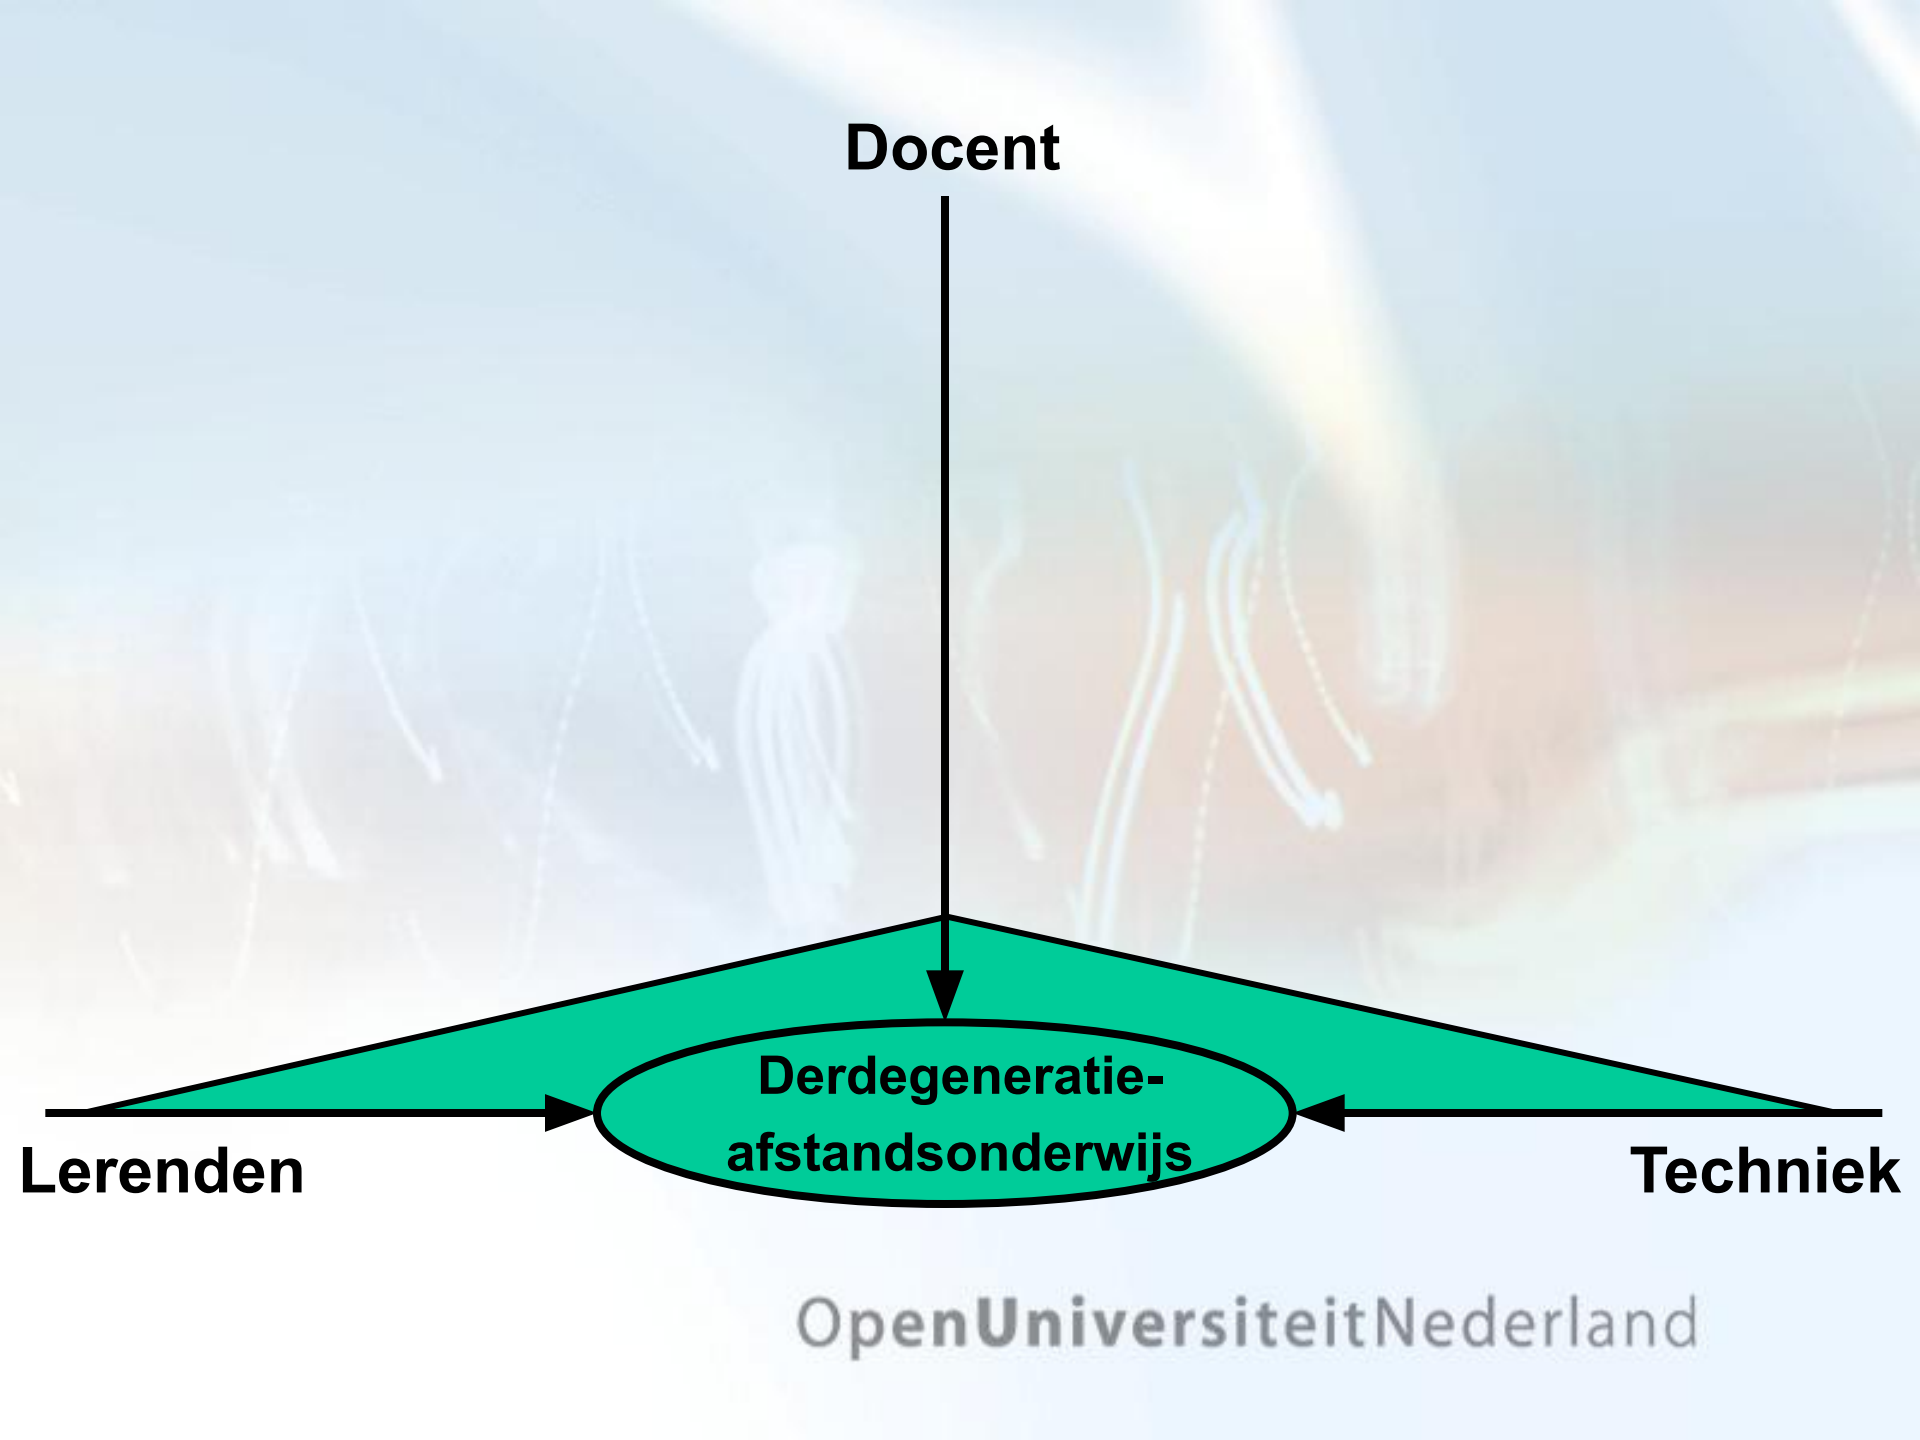 Docent
Derdegeneratie-
afstandsonderwijs
Lerenden
Techniek
OpenUniversiteitNederland